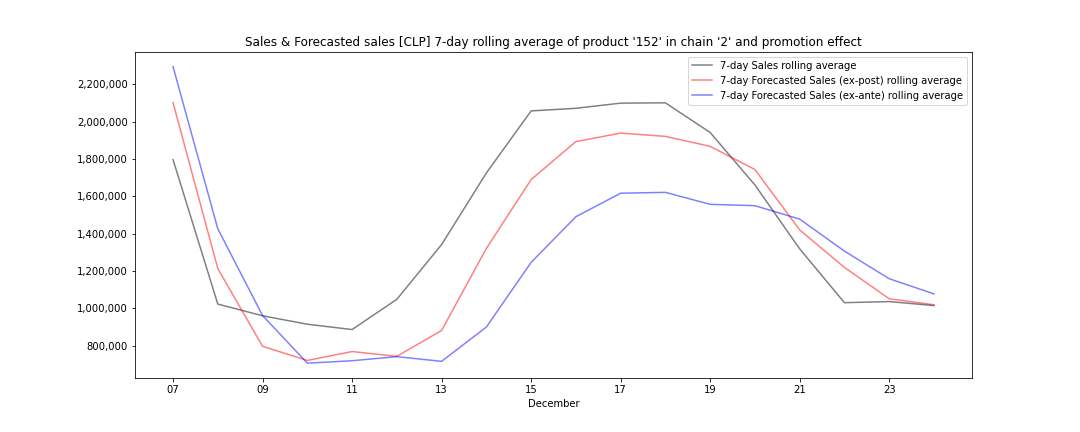 Sales & Forecasted sales [CLP] 7-day rolling average of product '152' in chain '2' and promotion effect
7-day Sales rolling average
7-day Forecasted Sales (ex-post) rolling average
7-day Forecasted Sales (ex-ante) rolling average
2,200,000
2,000,000
1,800,000
1,600,000
1,400,000
1,200,000
1,000,000
800,000
07 09 11 13 15 17 19 21 23
December